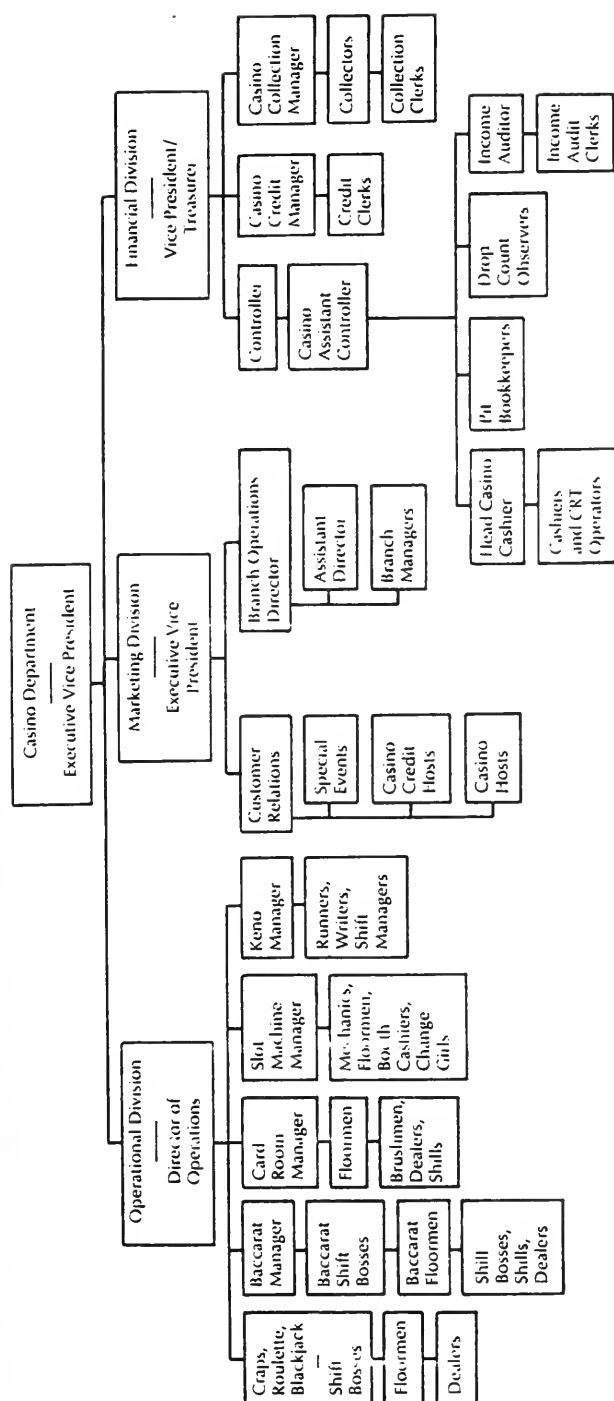 Casino Department
Executive Vice President
Operational Division
Director of
Operations
Marketing Division
Executive Vice
President
Financial Division
Vice President/
Treasurer
Craps,
Roulette,
Blackjack
Shift
Bosses
Floormen
Dealers
Baccarat
Manager
Baccarat
Shift
Bosses
Baccarat
Floormen
Shill
Bosses,
Shills,
Dealers
Card
Room
Manager
Floormen
Brushmen,
Dealers,
Shills
Slot
Machine
Manager
Mechanics,
Floormen,
Booth
Cashiers,
Change
Girls
Keno
Manager
Runners,
Writers,
Shift
Managers
Customer
Relations
Special
Events
Casino
Credit
Hosts
Casino
Hosts
Branch Operations
Director
Assistant
Director
Branch
Managers
Controller
Casino
Assistant
Controller
Casino
Credit
Manager
Credit
Clerks
Casino
Collection
Manager
Collectors
Collection
Clerks
Head Casino
Cashier
Cashiers
and CRT
Operators
Pit
Bookkeepers
Drop
Count
Observers
Income
Auditor
Income
Audit
Clerks